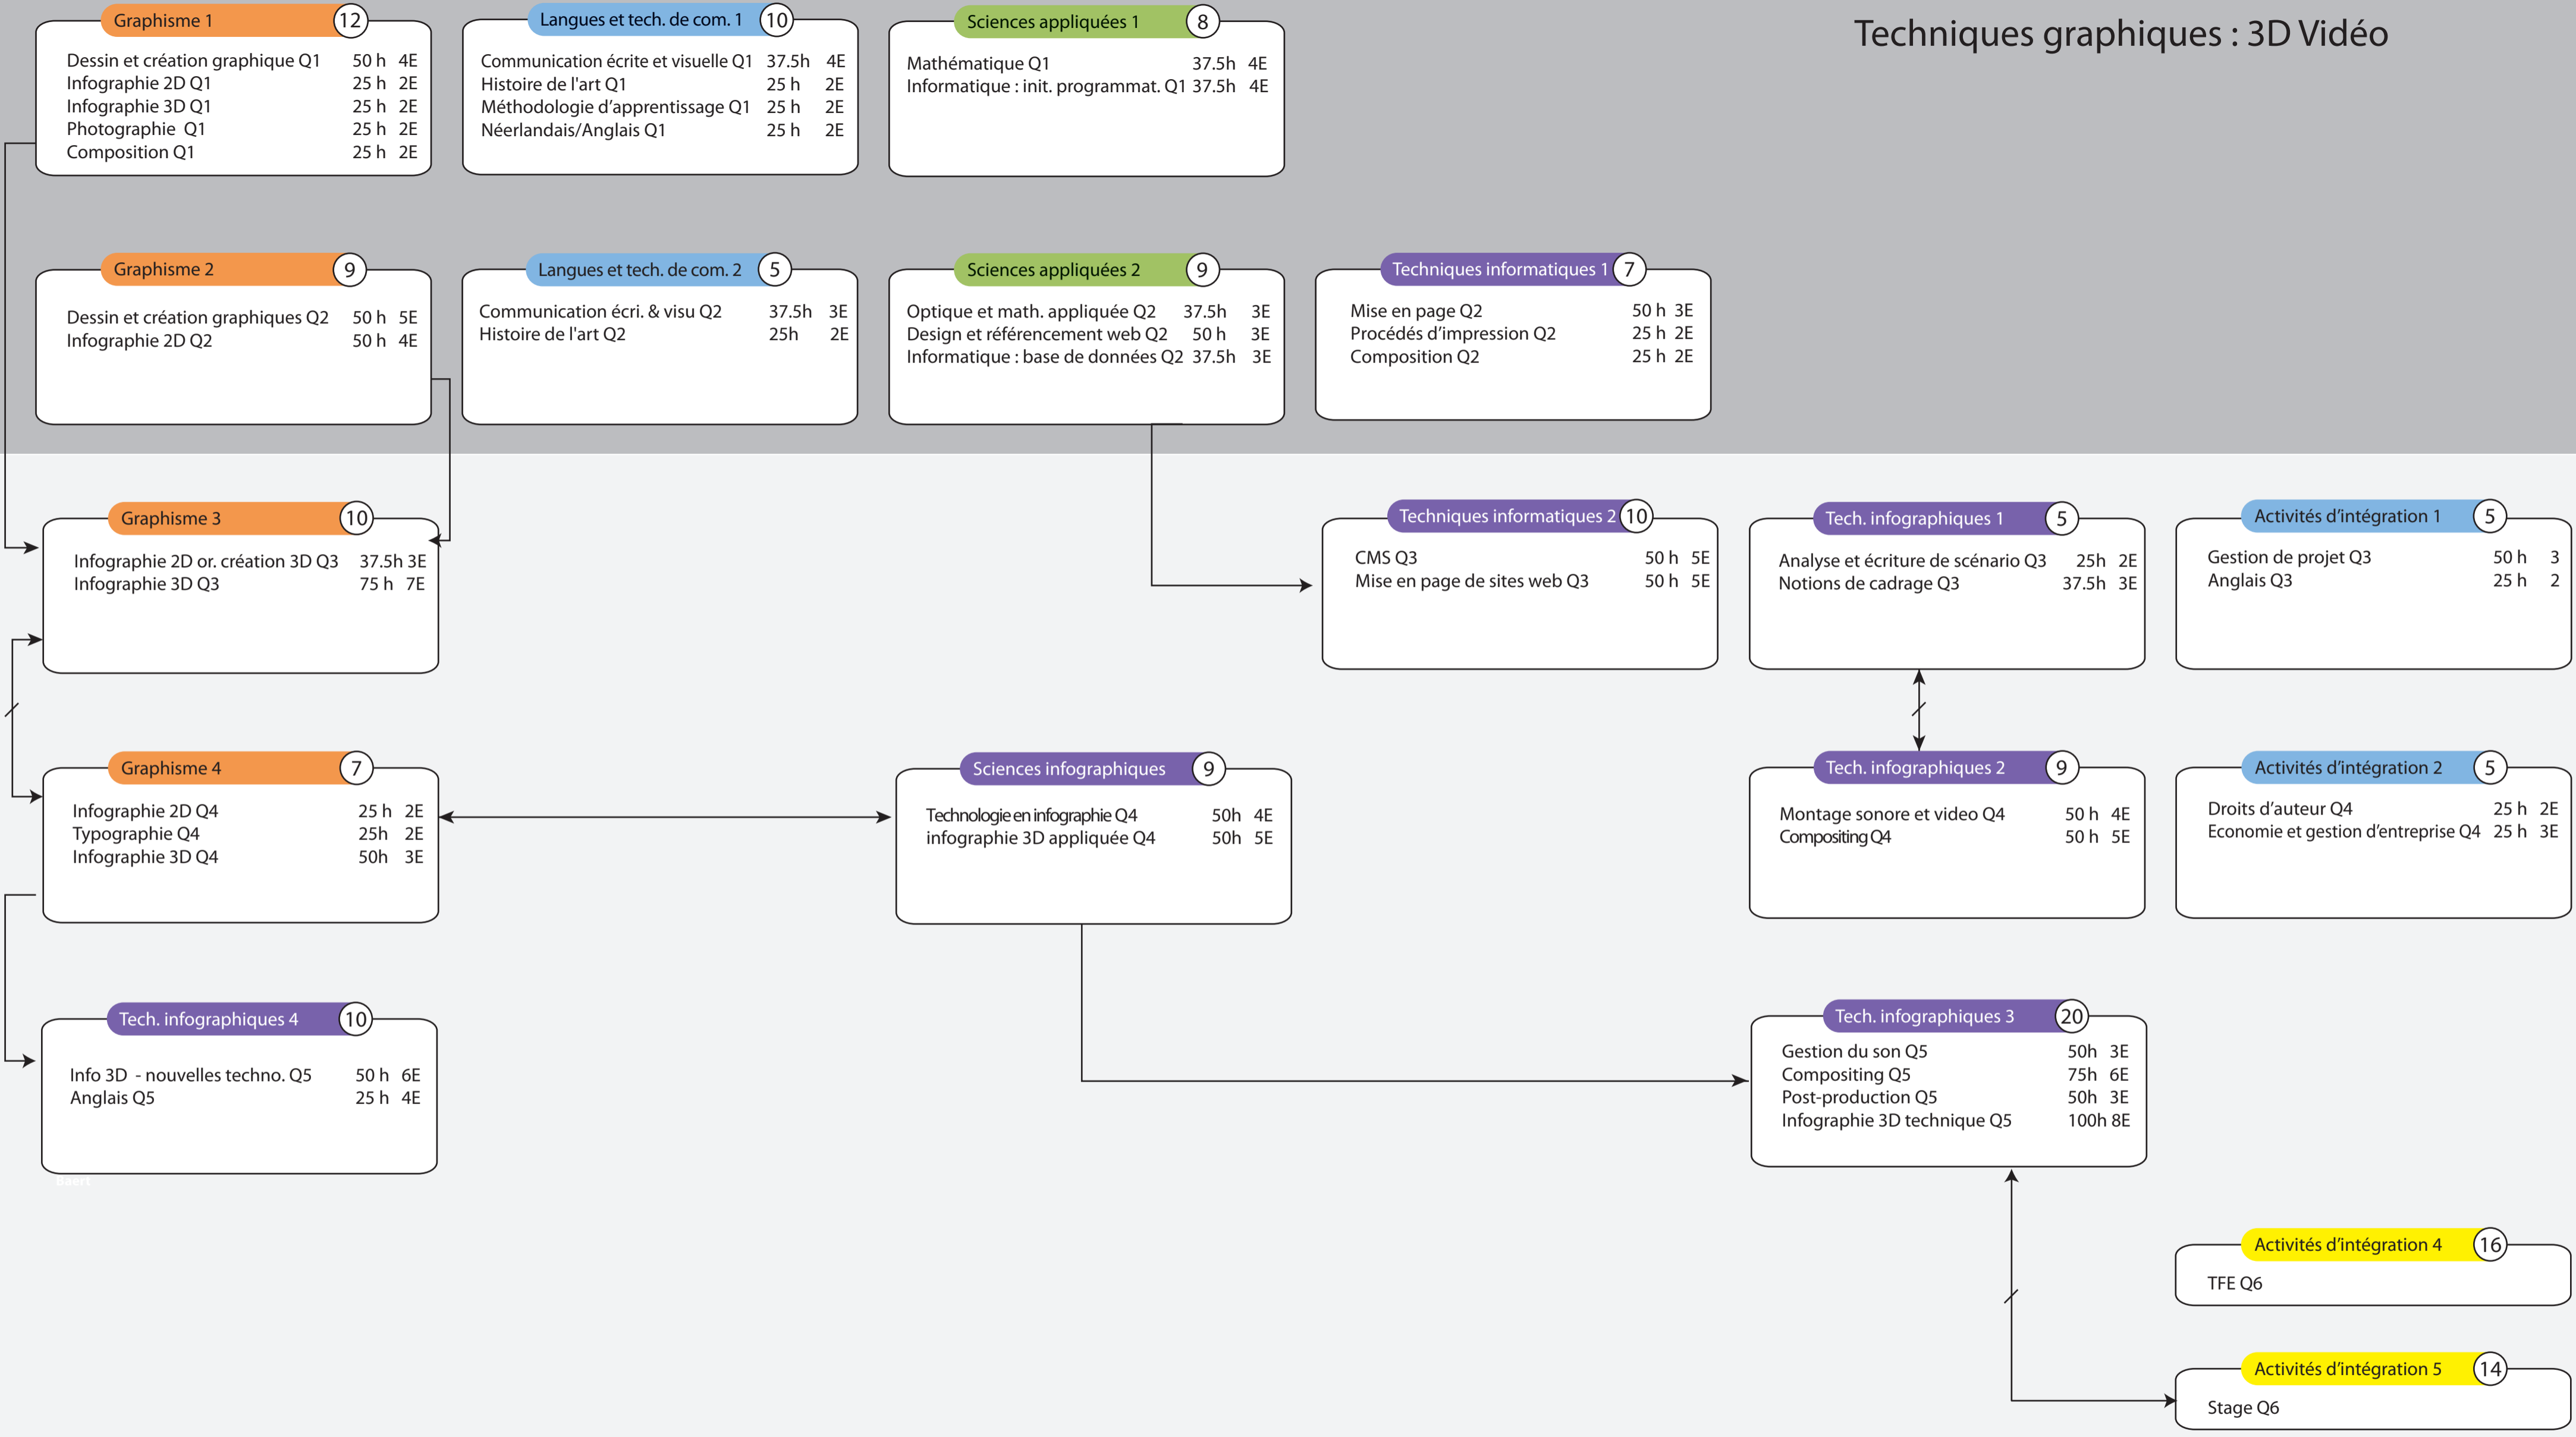 Techniques graphiques : 3D Vidéo
Graphisme 1 12
Dessin et création graphique Q1 50 h 4E
Infographie 2D Q1 25 h 2E
Infographie 3D Q1 25 h 2E
Photographie Q1 25 h 2E
Composition Q1 25 h 2E
Langues et tech. de com. 1 10
Communication écrite et visuelle Q1 37.5h 4E
Histoire de l'art Q1 25 h 2E
Méthodologie d’apprentissage Q1 25 h 2E
Néerlandais/Anglais Q1 25 h 2E
Sciences appliquées 1 8
Mathématique Q1 37.5h 4E
Informatique : init. programmat. Q1 37.5h 4E
Graphisme 2 9
Dessin et création graphiques Q2 50 h 5E
Infographie 2D Q2 50 h 4E
Langues et tech. de com. 2 5
Communication écri. & visu Q2 37.5h 3E
Histoire de l'art Q2 25h 2E
Sciences appliquées 2 9
Optique et math. appliquée Q2 37.5h 3E
Design et référencement web Q2 50 h 3E
Informatique : base de données Q2 37.5h 3E
Techniques informatiques 1 7
Mise en page Q2 50 h 3E
Procédés d’impression Q2 25 h 2E
Composition Q2 25 h 2E
Graphisme 3 10
Infographie 2D or. création 3D Q3 37.5h 3E
Infographie 3D Q3 75 h 7E
Techniques informatiques 2 10
CMS Q3 50 h 5E
Mise en page de sites web Q3 50 h 5E
Tech. infographiques 1 5
Analyse et écriture de scénario Q3 25h 2E
Notions de cadrage Q3 37.5h 3E
Activités d’intégration 1 5
Gestion de projet Q3 50 h 3
Anglais Q3 25 h 2
Graphisme 4 7
Infographie 2D Q4 25 h 2E
Typographie Q4 25h 2E
Infographie 3D Q4 50h 3E
Sciences infographiques 9
Technologie en infographie Q4 50h 4E
infographie 3D appliquée Q4 50h 5E
Tech. infographiques 2 9
Montage sonore et video Q4 50 h 4E
Compositing Q4 50 h 5E
Activités d’intégration 2 5
Droits d’auteur Q4 25 h 2E
Economie et gestion d’entreprise Q4 25 h 3E
Tech. infographiques 4 10
Info 3D - nouvelles techno. Q5 50 h 6E
Anglais Q5 25 h 4E
Baert
Tech. infographiques 3 20
Gestion du son Q5 50h 3E
Compositing Q5 75h 6E
Post-production Q5 50h 3E
Infographie 3D technique Q5 100h 8E
Activités d’intégration 4 16
TFE Q6
Activités d’intégration 5 14
Stage Q6